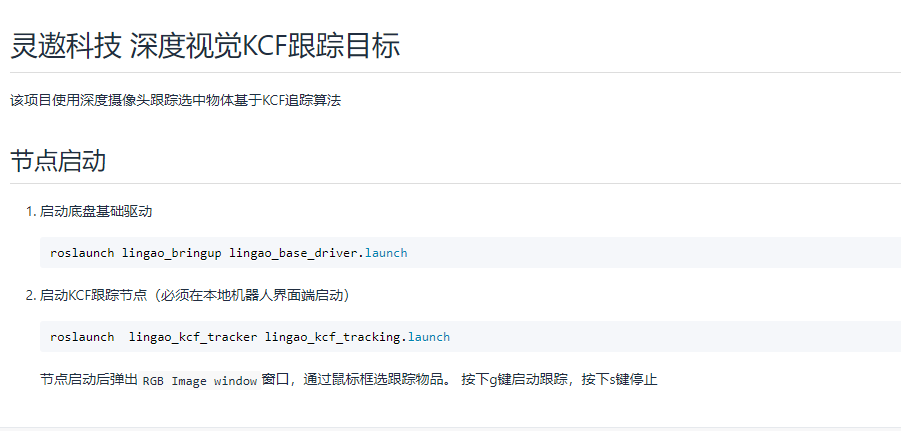 灵遨科技 深度视觉KCF跟踪目标
该项目使用深度摄像头跟踪选中物体基于KCF追踪算法
节点启动
1. 启动底盘基础驱动
roslaunch lingao_bringup lingao_base_driver.launch
2. 启动KCF跟踪节点（必须在本地机器人界面端启动）
roslaunch  lingao_kcf_tracker lingao_kcf_tracking.launch
节点启动后弹出 RGB Image window 窗口，通过鼠标框选跟踪物品。 按下g键启动跟踪，按下s键停止